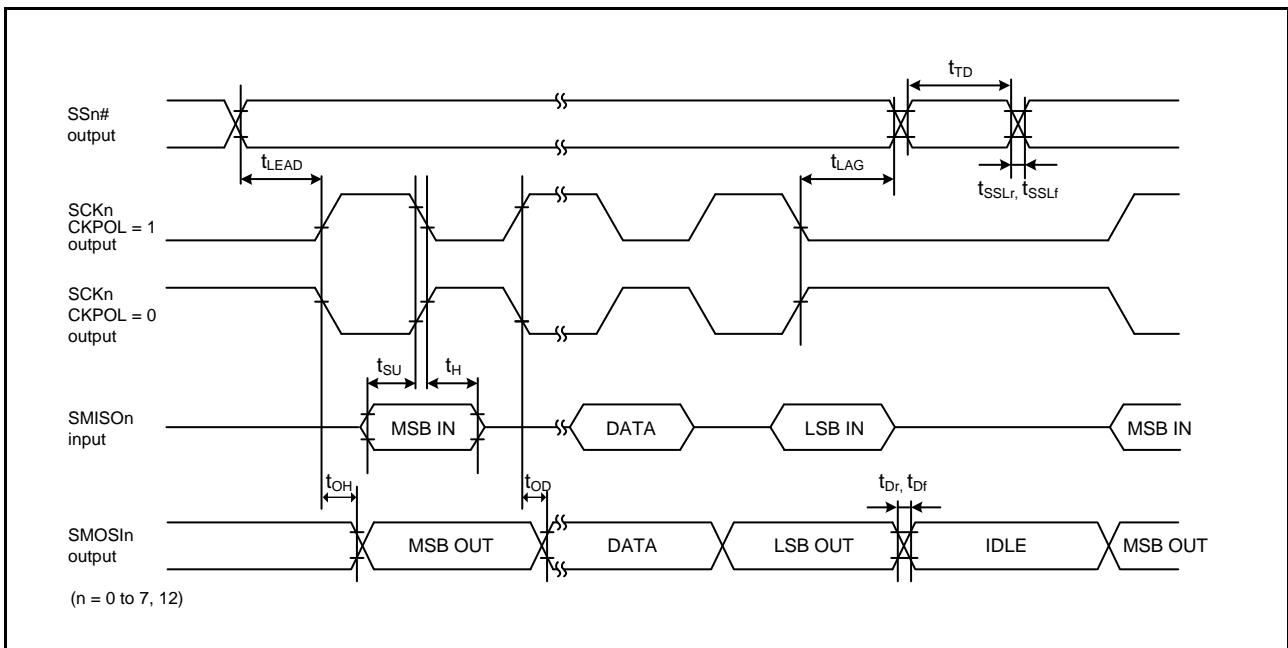 tTD
SSn#
output
tLEAD
tLAG
tSSLr, tSSLf
SCKn
CKPOL = 1
output
SCKn
CKPOL = 0
output
tSU
tH
SMISOn
input
MSB IN
DATA
LSB IN
MSB IN
tOH
tOD
tDr, tDf
SMOSIn
output
MSB OUT
DATA
LSB OUT
IDLE
MSB OUT
(n = 0 to 7, 12)